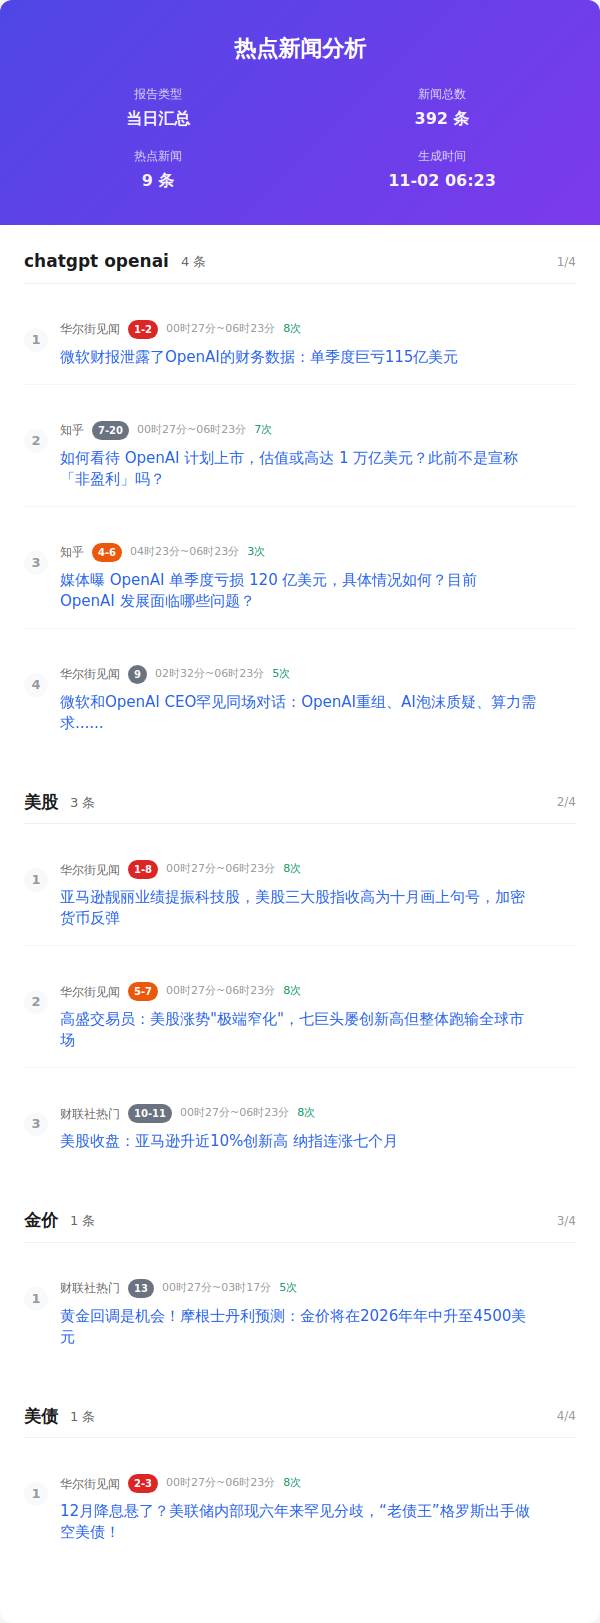 热点新闻分析
报告类型
新闻总数
当日汇总
392 条
热点新闻
生成时间
9 条
11-02 06:23
chatgpt openai 4 条 1/4
1 华尔街见闻 1-2 00时27分~06时23分 8次
微软财报泄露了OpenAI的财务数据：单季度巨亏115亿美元
2 知乎 7-20 00时27分~06时23分 7次
如何看待 OpenAI 计划上市，估值或高达 1 万亿美元？此前不是宣称
「非盈利」吗？
3 知乎 4-6 04时23分~06时23分 3次
媒体曝 OpenAI 单季度亏损 120 亿美元，具体情况如何？目前
OpenAI 发展面临哪些问题？
4 华尔街见闻 9 02时32分~06时23分 5次
微软和OpenAI CEO罕见同场对话：OpenAI重组、AI泡沫质疑、算力需
求……
美股 3 条 2/4
1 华尔街见闻 1-8 00时27分~06时23分 8次
亚马逊靓丽业绩提振科技股，美股三大股指收高为十月画上句号，加密
货币反弹
2 华尔街见闻 5-7 00时27分~06时23分 8次
高盛交易员：美股涨势"极端窄化"，七巨头屡创新高但整体跑输全球市
场
3 财联社热门 10-11 00时27分~06时23分 8次
美股收盘：亚马逊升近10%创新高 纳指连涨七个月
金价 1 条 3/4
1 财联社热门 13 00时27分~03时17分 5次
黄金回调是机会！摩根士丹利预测：金价将在2026年年中升至4500美
元
美债 1 条 4/4
1 华尔街见闻 2-3 00时27分~06时23分 8次
12月降息悬了？美联储内部现六年来罕见分歧，“老债王”格罗斯出手做
空美债！